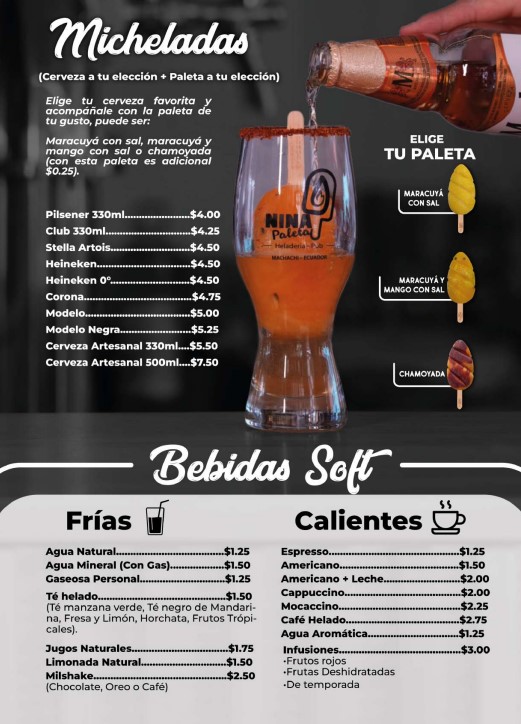 Micheladas
(Cerveza a tu elección + Paleta a tu elección)
Elige tu cerveza favorita y
acompáñale con la paleta de
tu gusto, puede ser:
Maracuyá con sal, maracuyá y
mango con sal o chamoyada
(con esta paleta es adicional
$0.25).
Pilsener 330ml..........................$4.00
Club 330ml................................$4.25
Stella Artois...............................$4.50
Heineken...................................$4.50
Heineken 0°..............................$4.50
Corona.......................................$4.75
Modelo......................................$5.00
Modelo Negra...........................$5.25
Cerveza Artesanal 330ml....$5.50
Cerveza Artesanal 500ml....$7.50
NINA
Paleta
Heladería - Pub
MACHACHI - ECUADOR
ELIGE
TU PALETA
MARACUYÁ
CON SAL
MARACUYÁ Y
MANGO CON SAL
CHAMOYADA
Bebidas Soft
Frías
Agua Natural...........................$1.25
Agua Mineral (Con Gas).............$1.50
Gaseosa Personal.....................$1.25
Té helado...............................$1.50
(Té manzana verde, Té negro de Mandari-
na, Fresa y Limón, Horchata, Frutos Trópi-
cales).
Jugos Naturales.......................$1.75
Limonada Natural.....................$1.50
Milshake.................................$2.50
(Chocolate, Oreo o Café)
Calientes
Espresso.................................$1.25
Americano..............................$1.50
Americano + Leche...................$2.00
Cappuccino.............................$2.00
Mocaccino..............................$2.25
Café Helado............................$2.75
Agua Aromática.......................$1.25
Infusiones..............................$3.00
•Frutos rojos
•Frutas Deshidratadas
•De temporada